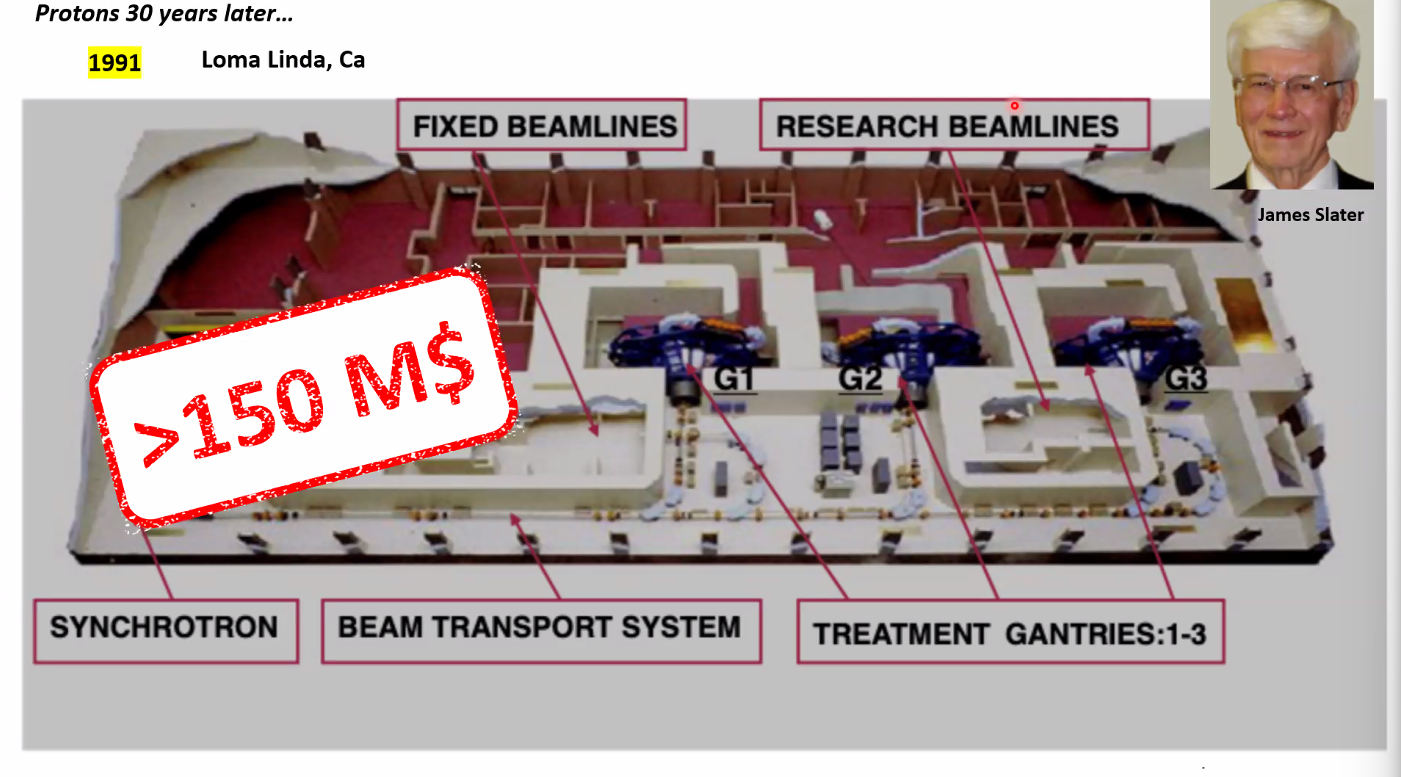 Protons 30 years later...
1991 Loma Linda, Ca
FIXED BEAMLINES
RESEARCH BEAMLINES
James Slater
>150 M$
G1
G2
G3
SYNCHROTRON
BEAM TRANSPORT SYSTEM
TREATMENT GANTRIES:1-3